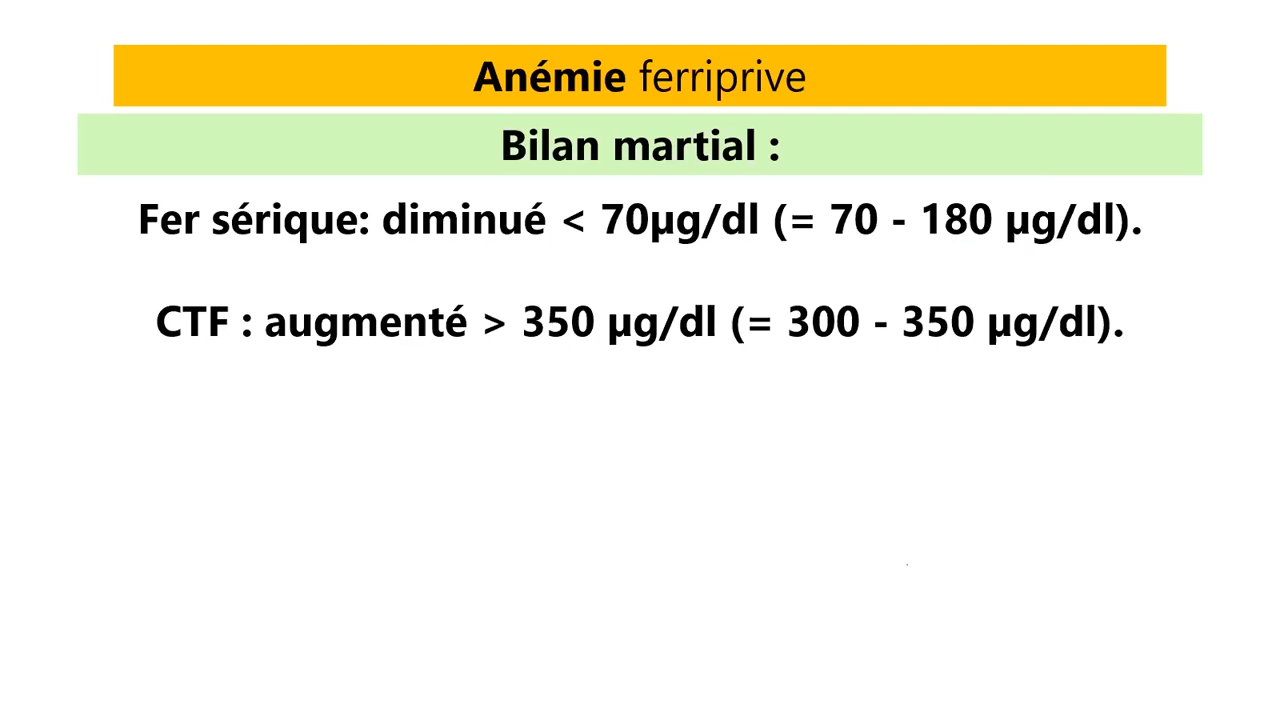 Anémie ferriprive
Bilan martial :
Fer sérique: diminué < 70µg/dl (= 70 - 180 µg/dl).
CTF : augmenté > 350 µg/dl (= 300 - 350 µg/dl).